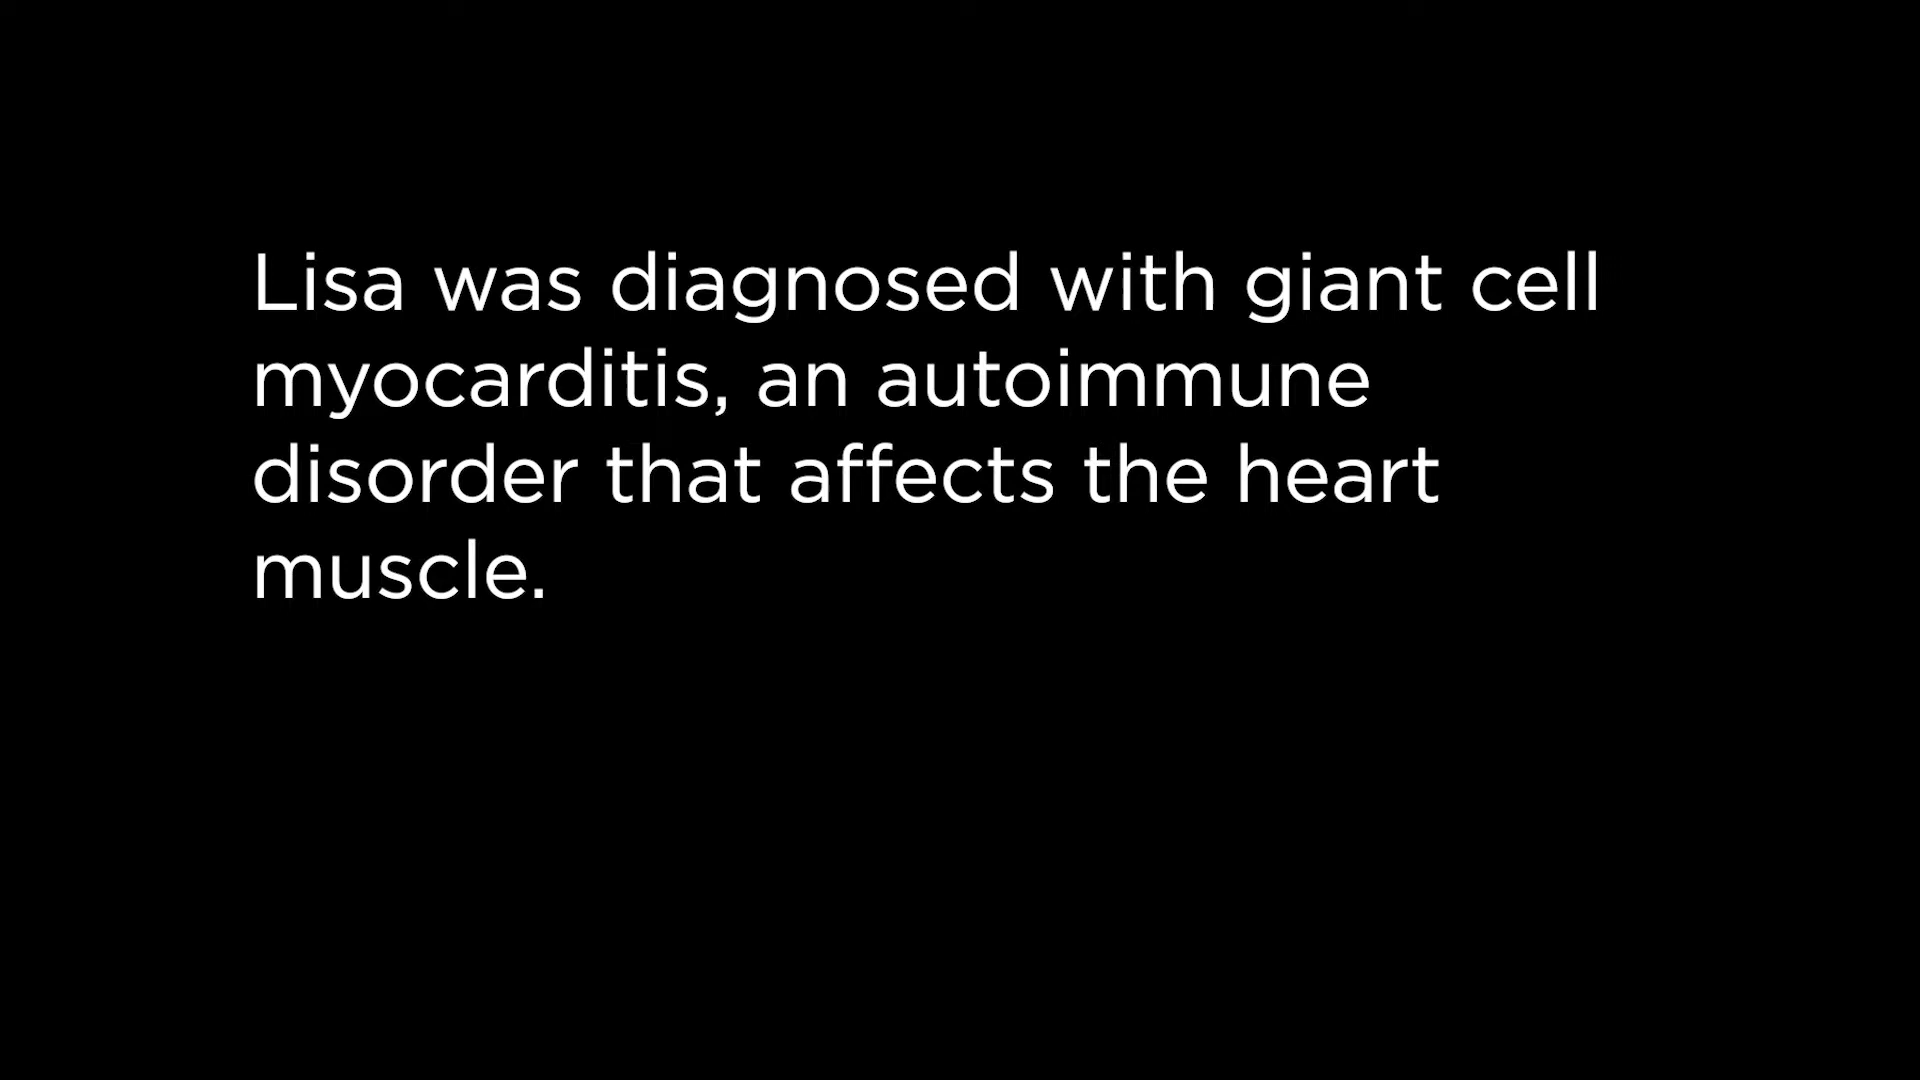 Lisa was diagnosed with giant cell
myocarditis, an autoimmune
disorder that affects the heart
muscle.